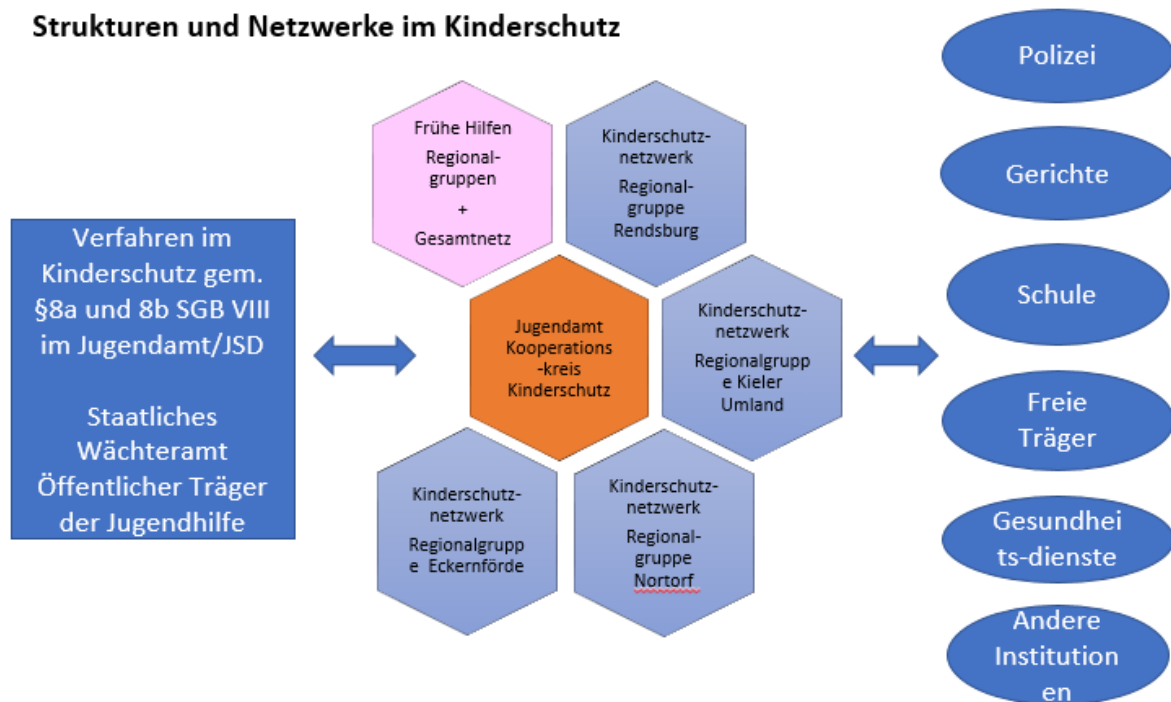 Strukturen und Netzwerke im Kinderschutz
Verfahren im
Kinderschutz gem.
§8a und 8b SGB VIII
im Jugendamt/JSD
Staatliches
Wächteramt
Öffentlicher Träger
der Jugendhilfe
Frühe Hilfen
Regional-
gruppen
+
Gesamtnetz
Kinderschutz-
netzwerk
Regional-
gruppe
Rendsburg
Jugendamt
Kooperations
-kreis
Kinderschutz
Kinderschutz-
netzwerk
Regionalgrupp
e Kieler
Umland
Kinderschutz-
netzwerk
Regionalgrupp
e Eckernförde
Kinderschutz-
netzwerk
Regional-
gruppe
Nortorf
Polizei
Gerichte
Schule
Freie
Träger
Gesundhei
ts-dienste
Andere
Institution
en